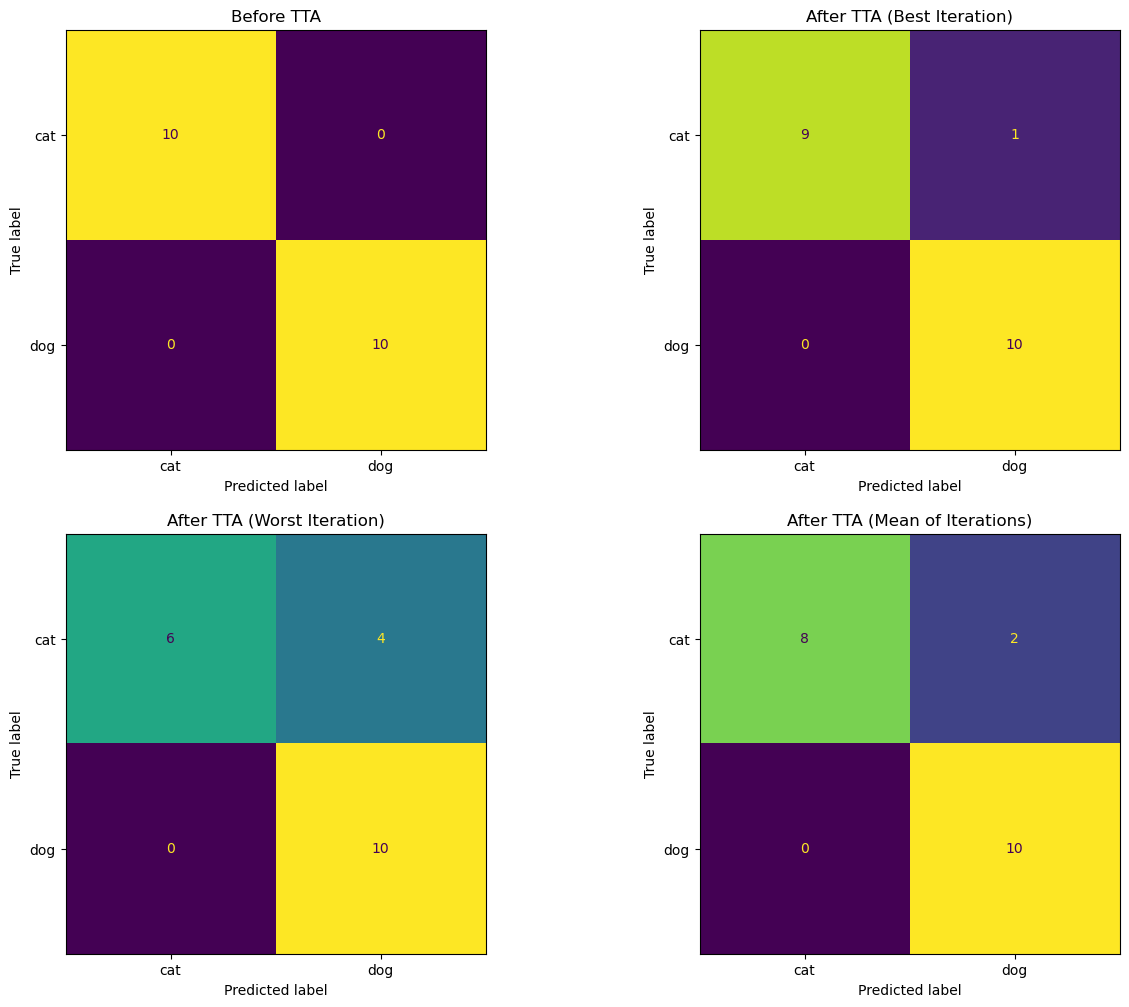 Before TTA
True label
cat
10
0
dog
0
10
cat
dog
Predicted label
After TTA (Best Iteration)
True label
cat
9
1
dog
0
10
cat
dog
Predicted label
After TTA (Worst Iteration)
True label
cat
6
4
dog
0
10
cat
dog
Predicted label
After TTA (Mean of Iterations)
True label
cat
8
2
dog
0
10
cat
dog
Predicted label